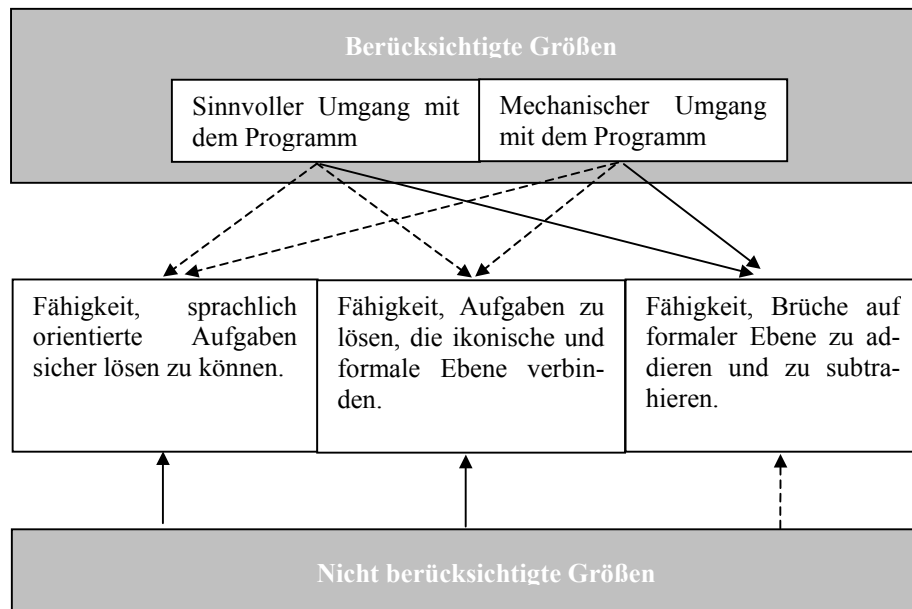 Berücksichtigte Größen
Sinnvoller Umgang mit
dem Programm
Mechanischer Umgang
mit dem Programm
Fähigkeit, sprachlich
orientierte Aufgaben
sicher lösen zu können.
Fähigkeit, Aufgaben zu
lösen, die ikonische und
formale Ebene verbin-
den.
Fähigkeit, Brüche auf
formaler Ebene zu ad-
dieren und zu subtra-
hieren.
Nicht berücksichtigte Größen